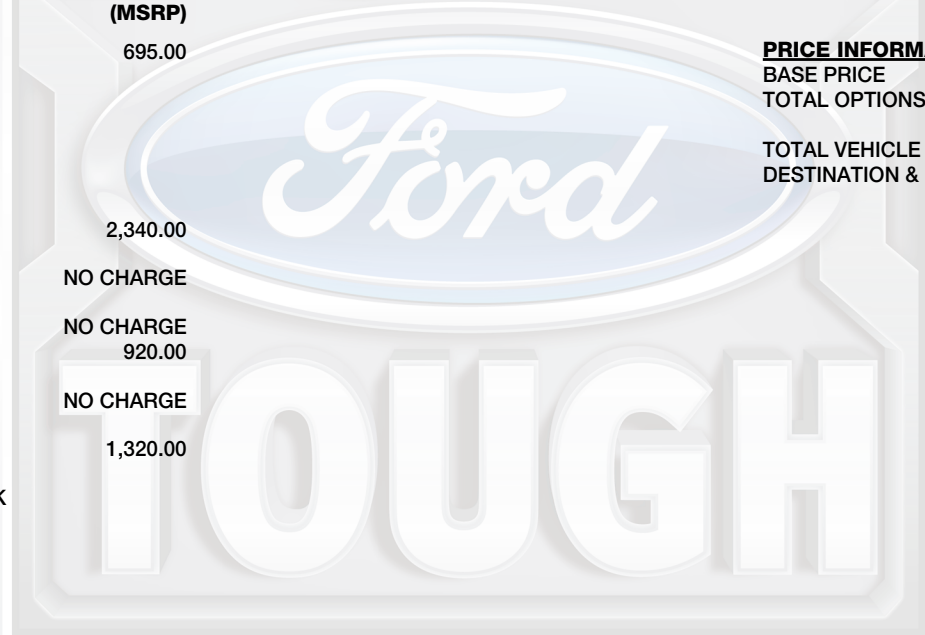 (MSRP)
695.00
2,340.00
NO CHARGE
NO CHARGE
920.00
NO CHARGE
1,320.00
K
PRICE
BASE PRICE
TOTAL OPTIONS
TOTAL VEHICLE
DESTINATION &
Ford
TOUGH